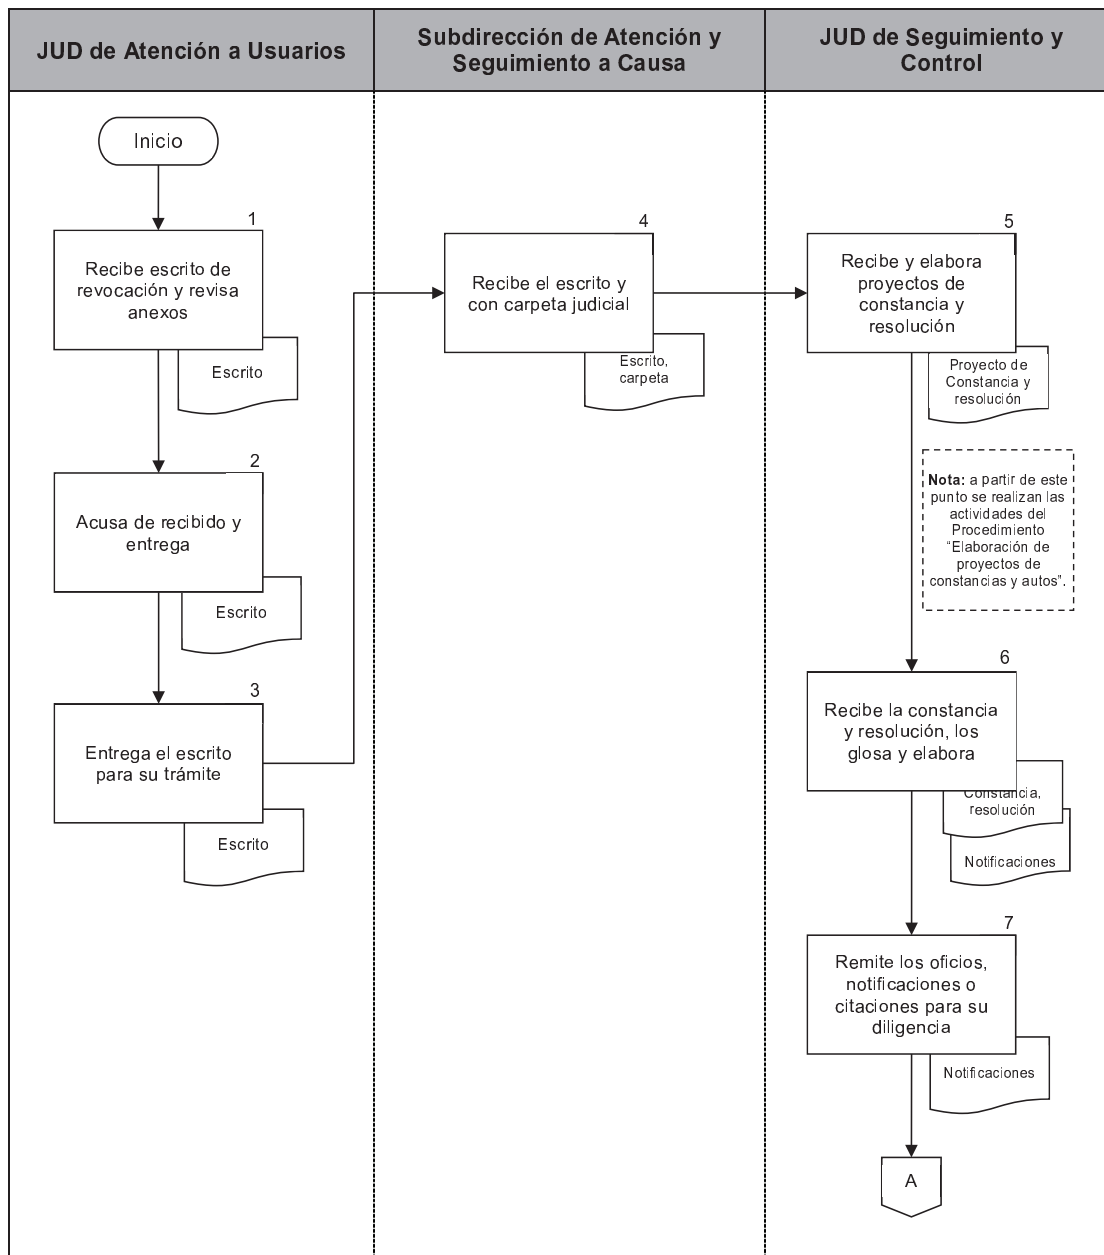 JUD de Atención a Usuarios
Subdirección de Atención y
Seguimiento a Causa
JUD de Seguimiento y
Control
Inicio
1
Recibe escrito de
revocación y revisa
anexos
Escrito
2
Acusa de recibido y
entrega
Escrito
3
Entrega el escrito
para su trámite
Escrito
4
Recibe el escrito y
con carpeta judicial
Escrito,
carpeta
5
Recibe y elabora
proyectos de
constancia y
resolución
Proyecto de
Constancia y
resolución
Nota: a partir de este
punto se realizan las
actividades del
Procedimiento
“Elaboración de
proyectos de
constancias y autos”.
6
Recibe la constancia
y resolución, los
glosa y elabora
Constancia,
resolución
Notificaciones
7
Remite los oficios,
notificaciones o
citaciones para su
diligencia
Notificaciones
A